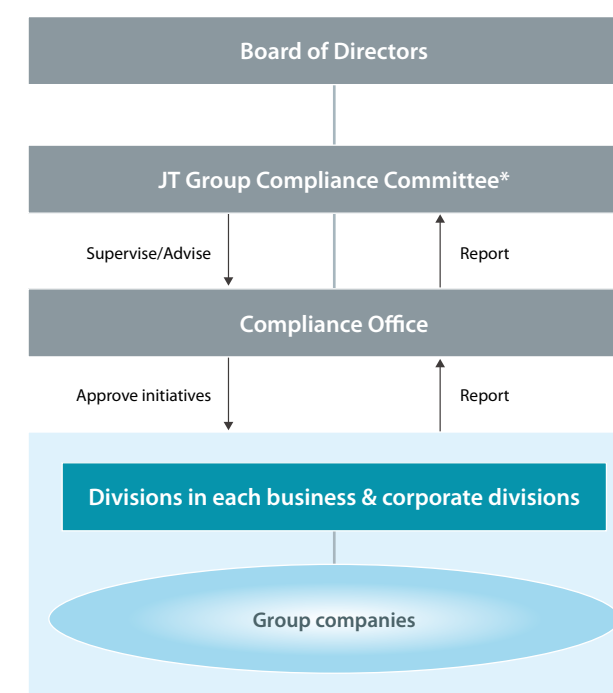 Board of Directors
JT Group Compliance Committee*
Supervise/Advise
Report
Compliance Office
Approve initiatives
Report
Divisions in each business & corporate divisions
Group companies